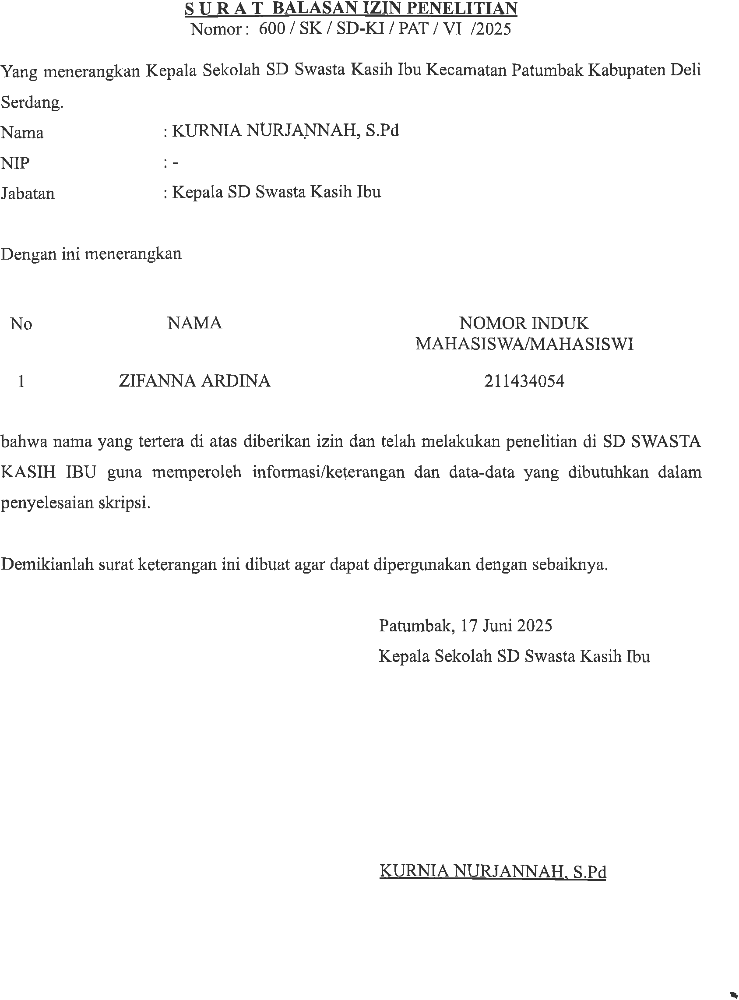 S U R A T BALASAN IZIN PENELITIAN
Nomor : 600 / SK / SD-KI / PAT / VI /2025
Yang menerangkan Kepala Sekolah SD Swasta Kasih Ibu Kecamatan Patumbak Kabupaten Deli
Serdang.
Nama : KURNIA NURJANNAH, S.Pd
NIP : -
Jabatan : Kepala SD Swasta Kasih Ibu
Dengan ini menerangkan
No NAMA NOMOR INDUK
MAHASISWA/MAHASISWI
1 ZIFANNA ARDINA 211434054
bahwa nama yang tertera di atas diberikan izin dan telah melakukan penelitian di SD SWASTA
KASIH IBU guna memperoleh informasi/keterangan dan data-data yang dibutuhkan dalam
penyelesaian skripsi.
Demikianlah surat keterangan ini dibuat agar dapat dipergunakan dengan sebaiknya.
Patumbak, 17 Juni 2025
Kepala Sekolah SD Swasta Kasih Ibu
KURNIA NURJANNAH, S.Pd